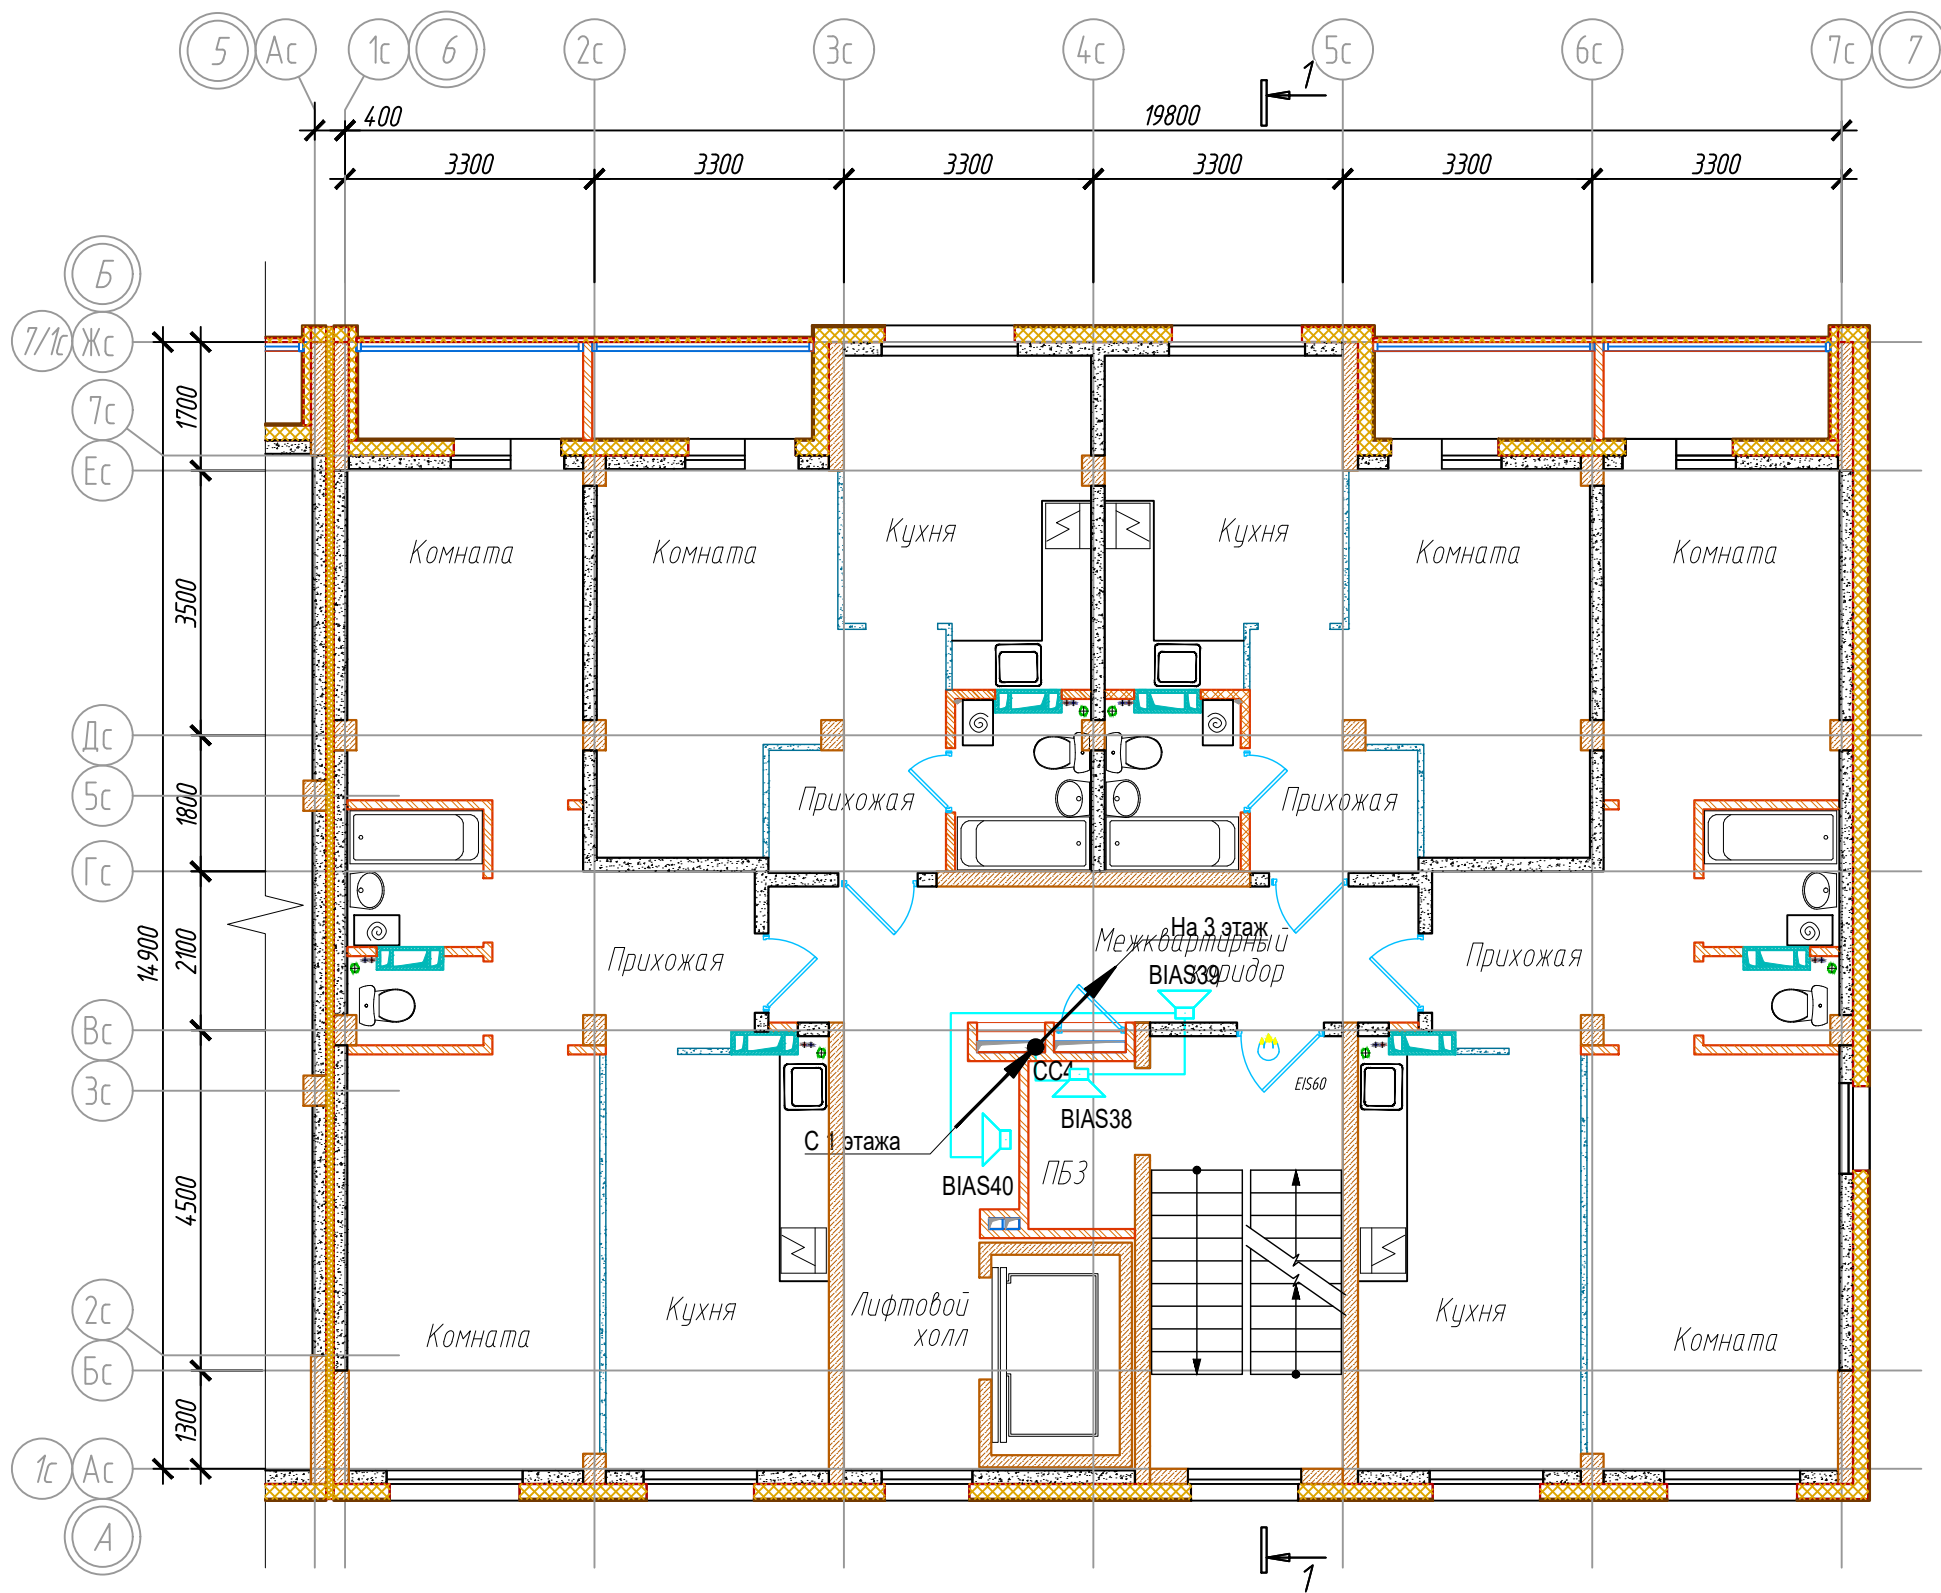 5 Ас 1с 6 2с 3с 4с 5с 6с 7с 7
1
400 19800
3300 3300 3300 3300 3300 3300
Б
7/1с Жс
7с
1700
Ес
Кухня Кухня
Комната Комната Комната Комната
3500
Дс
5с
1800
Прихожая Прихожая
Гс
На 3 этаж
Межквартирный
коридор
BIAS39
14900
2100
Прихожая Прихожая
Вс
3с
CC4
EIS60
BIAS38
С 1 этажа
ПБЗ
BIAS40
4500
Лифтовой
холл
2с
Кухня Кухня
Комната Комната
Бс
1300
1с Ас
А
1